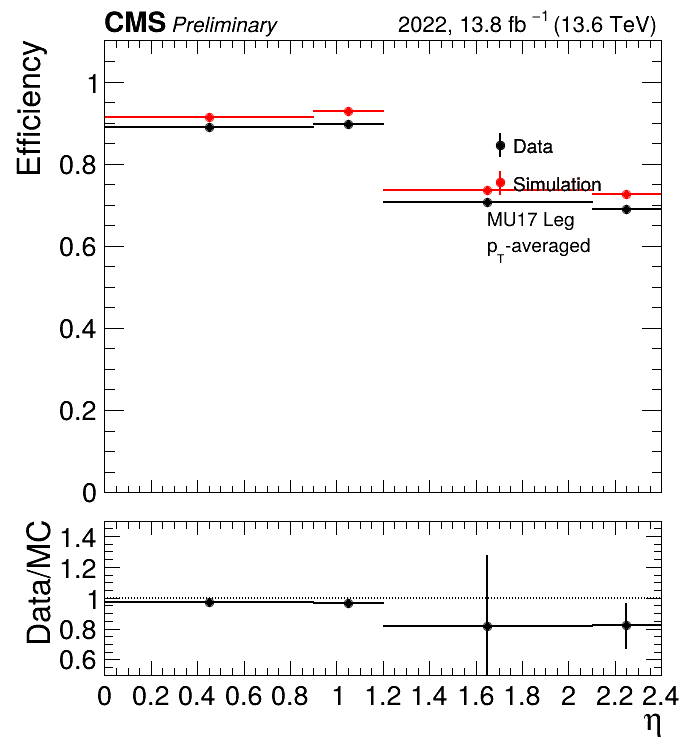 CMS Preliminary 2022, 13.8 fb⁻¹ (13.6 TeV)
Efficiency
1
0.8
0.6
0.4
0.2
0
Data
Simulation
MU17 Leg
pT-averaged
Data/MC
1.4
1.2
1
0.8
0.6
0 0.2 0.4 0.6 0.8 1 1.2 1.4 1.6 1.8 2 2.2 2.4
η